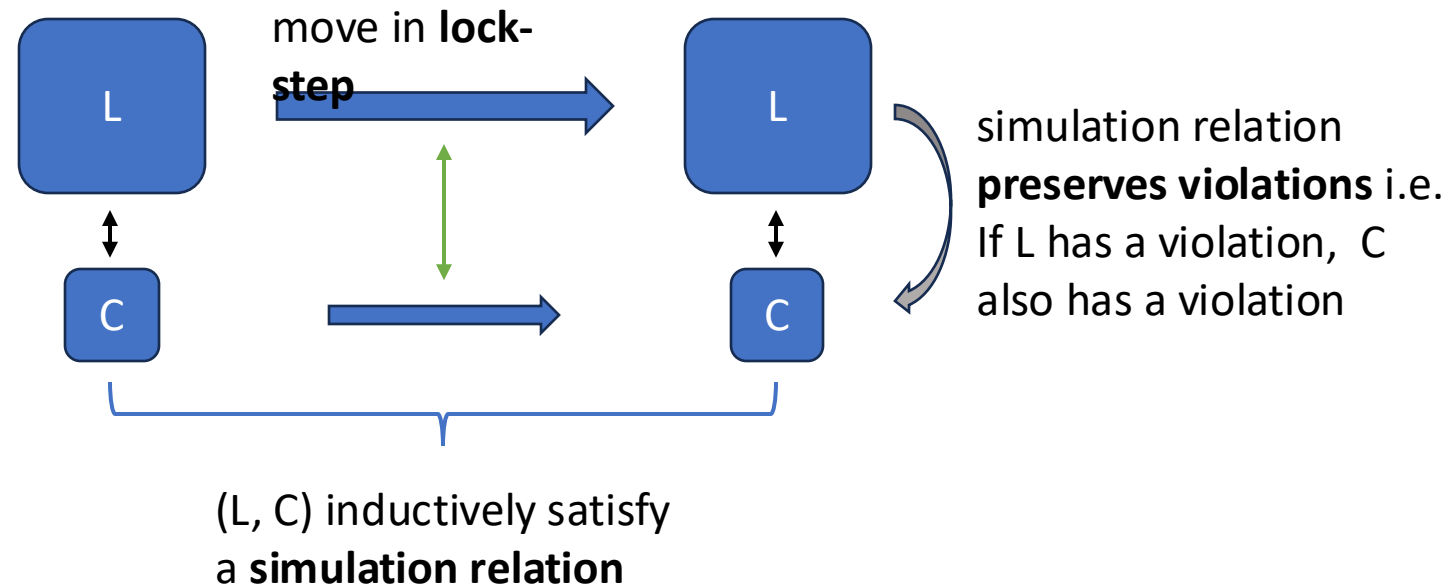 move in lock-
step
L
L
simulation relation
preserves violations i.e.
If L has a violation, C
also has a violation
C
C
(L, C) inductively satisfy
a simulation relation